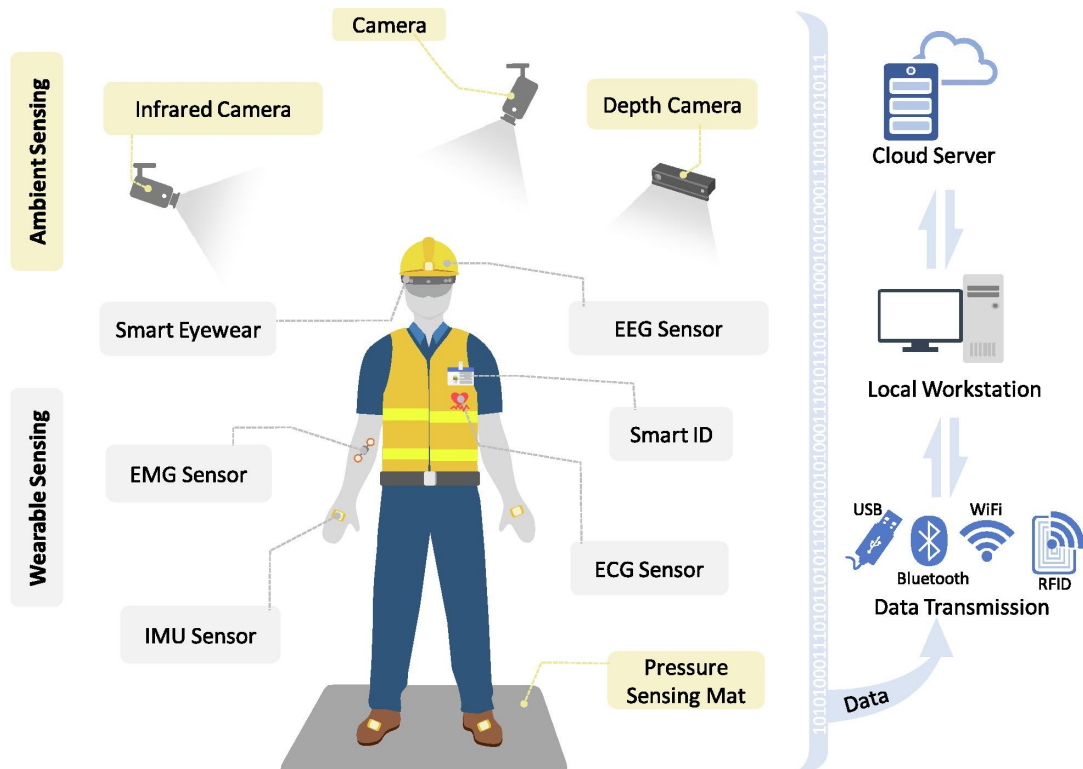 Ambient Sensing
Wearable Sensing
Camera
Infrared Camera
Depth Camera
Smart Eyewear
EEG Sensor
Smart ID
EMG Sensor
ECG Sensor
IMU Sensor
Pressure
Sensing Mat
Cloud Server
Local Workstation
USB
WiFi
Bluetooth
RFID
Data Transmission
Data